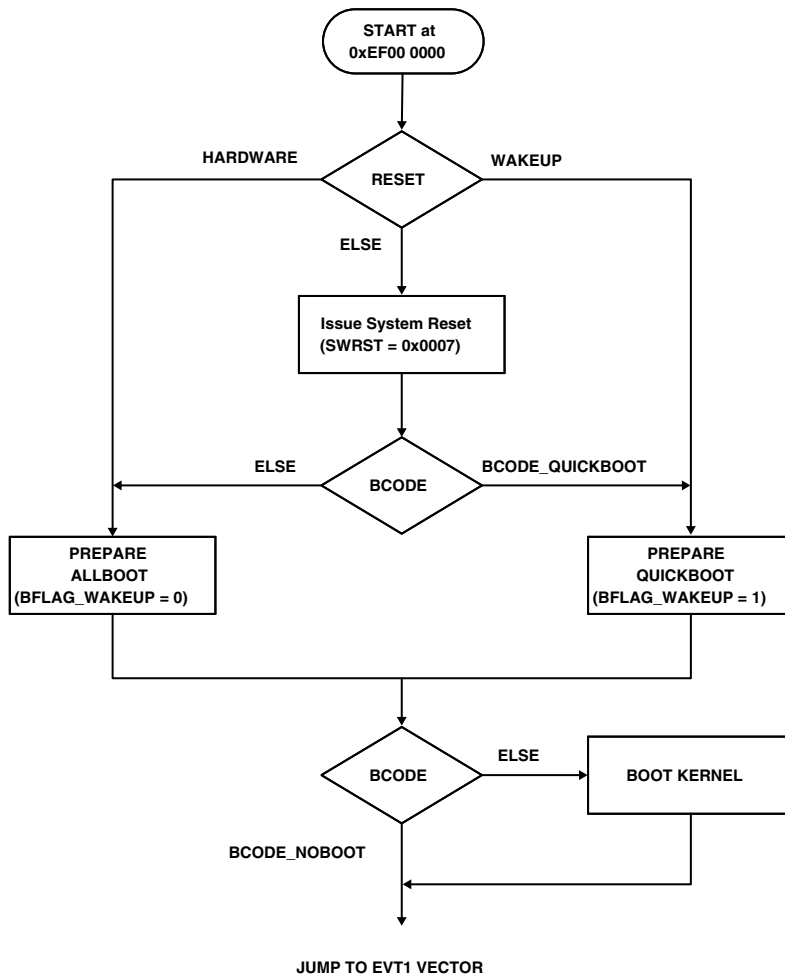 START at
0xEF00 0000
HARDWARE
WAKEUP
RESET
ELSE
Issue System Reset
(SWRST = 0x0007)
ELSE
BCODE_QUICKBOOT
BCODE
PREPARE
ALLBOOT
(BFLAG_WAKEUP = 0)
PREPARE
QUICKBOOT
(BFLAG_WAKEUP = 1)
BCODE
ELSE
BOOT KERNEL
BCODE_NOBOOT
JUMP TO EVT1 VECTOR